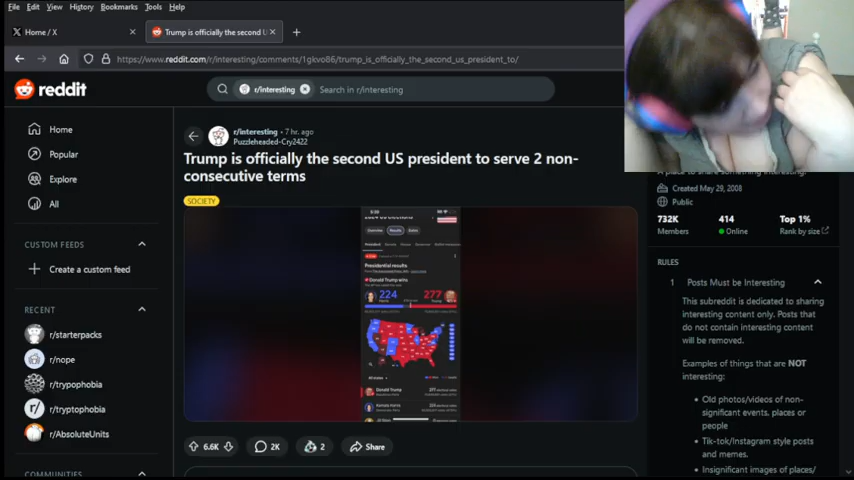 File Edit View History Bookmarks Tools Help
Home / X
Trump is officially the second U
https://www.reddit.com/r/interesting/comments/1gkvo86/trump_is_officially_the_second_us_president_to/
reddit
r/interesting
Search in r/interesting
Home
Popular
Explore
All
CUSTOM FEEDS
Create a custom feed
RECENT
r/starterpacks
r/nope
r/trypophobia
r/tryptophobia
r/AbsoluteUnits
COMMUNITIES
r/interesting • 7 hr. ago
Puzzleheaded-Cry2422
Trump is officially the second US president to serve 2 non-
consecutive terms
SOCIETY
Presidential results
Donald Trump wins
224
277
Donald Trump
6.6K
2K
2
Share
A place to share something interesting.
Created May 29, 2008
Public
732K
414
Top 1%
Members
Online
Rank by size
RULES
1 Posts Must be Interesting
This subreddit is dedicated to sharing
interesting content only. Posts that
do not contain interesting content
will be removed.
Examples of things that are NOT
interesting:
• Old photos/videos of non-
significant events, places or
people
• Tik-tok/Instagram style posts
and memes.
• Insignificant images of places/